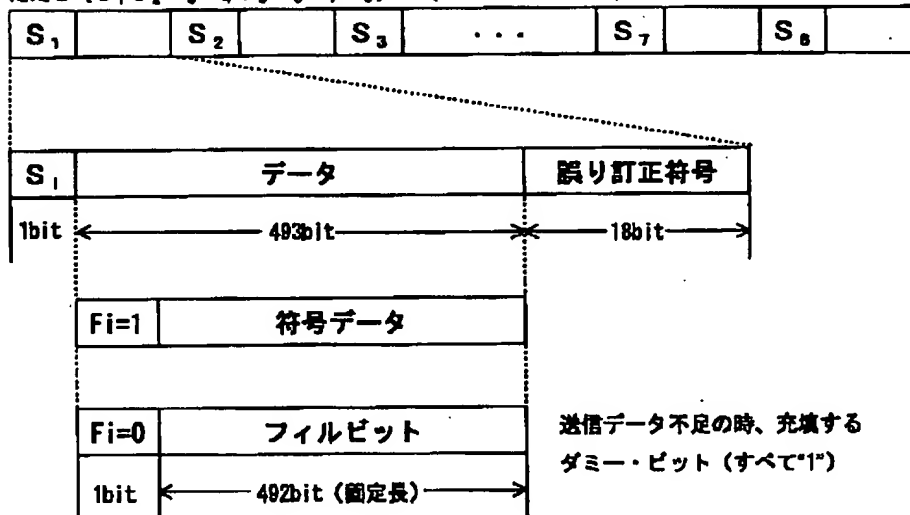 S₁ S₂ S₃ ... S₇ S₈
Sᵢ データ 誤り訂正符号
1bit 493bit 18bit
Fi=1 符号データ
Fi=0 フィルビット
送信データ不足の時、充填する
ダミー・ビット（すべて"1"）
1bit 492bit（固定長）